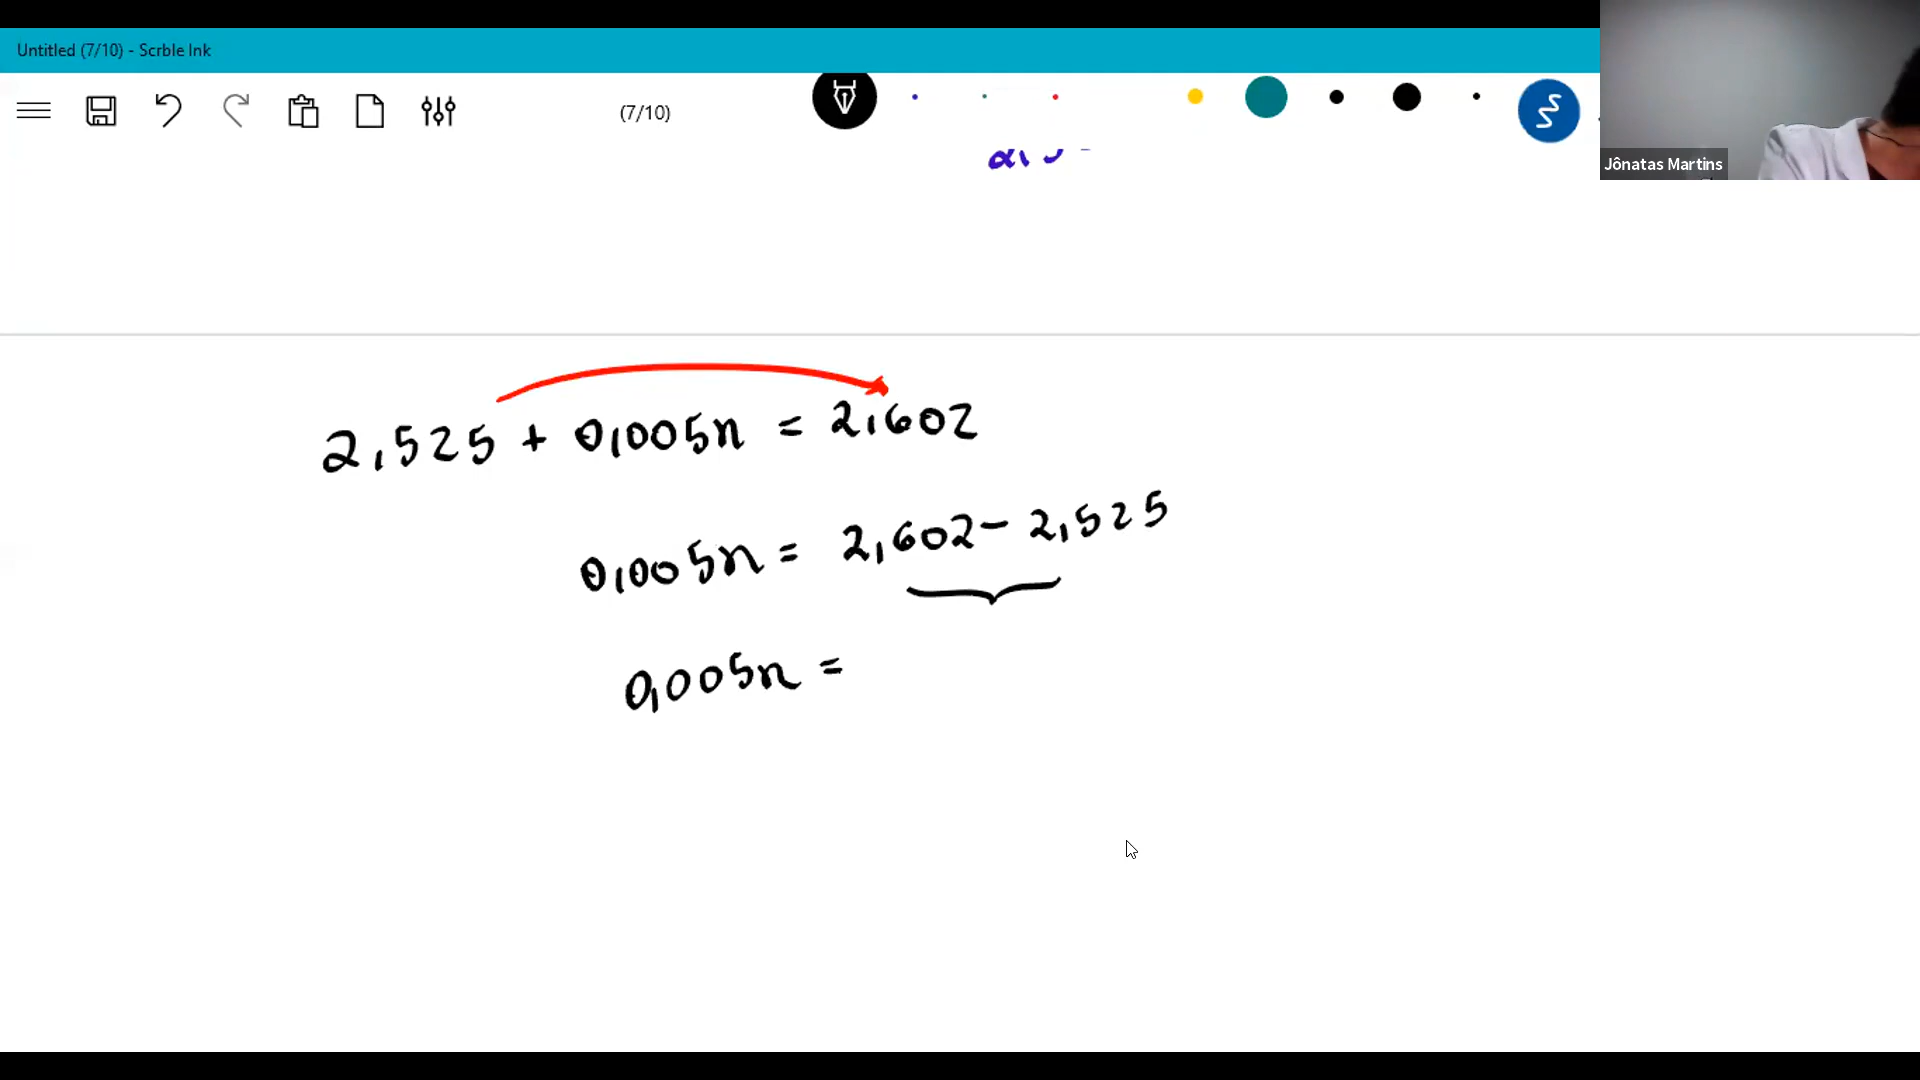 Untitled (7/10) - Scrble Ink
(7/10)
Jônatas Martins
2,525 + 0,005n = 2,602
0,005n = 2,602 - 2,525
0,005n =